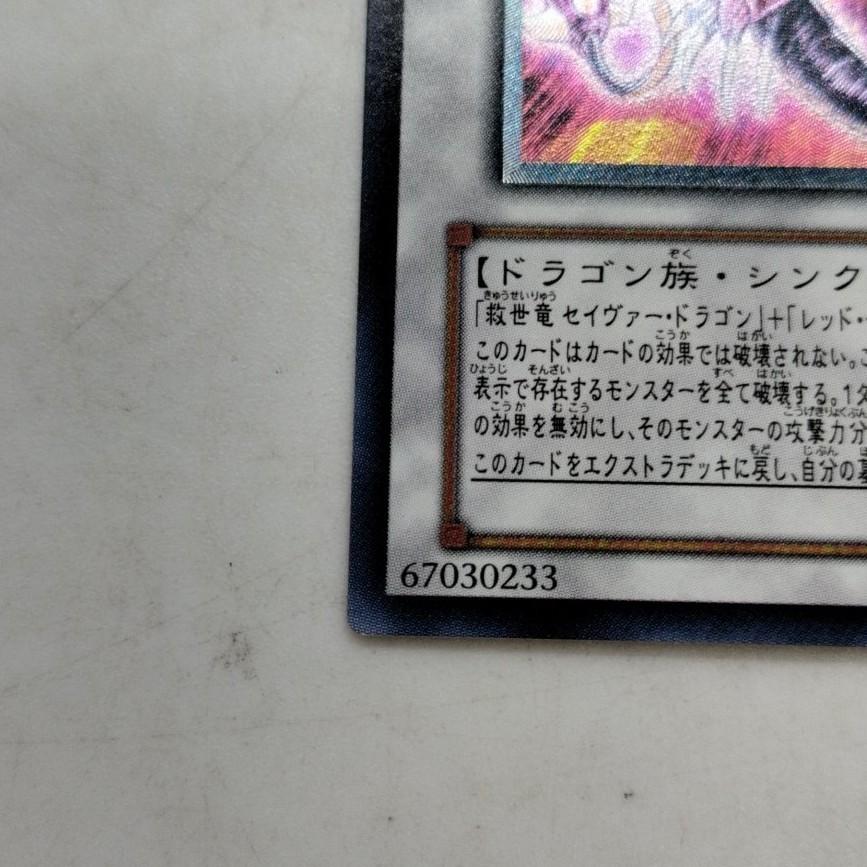 【ドラゴン族・シンク
「救世竜 セイヴァー・ドラゴン」+「レッド・
このカードはカードの効果では破壊されない。こ
表示で存在するモンスターを全て破壊する。1タ
の効果を無効にし、そのモンスターの攻撃力分
このカードをエクストラデッキに戻し、自分の墓
67030233